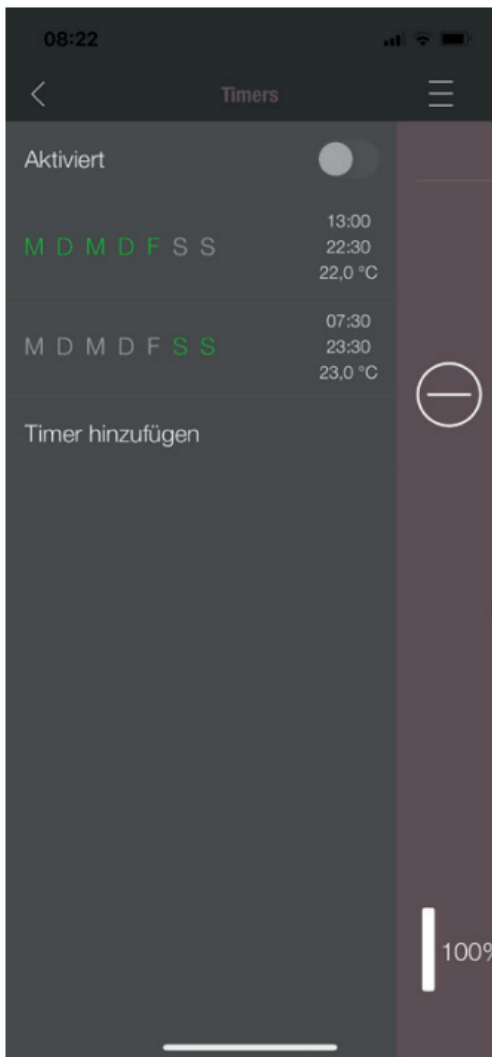 08:22
Timers
Aktiviert
M D M D F S S
13:00
22:30
22,0 °C
M D M D F S S
07:30
23:30
23,0 °C
Timer hinzufügen
100%